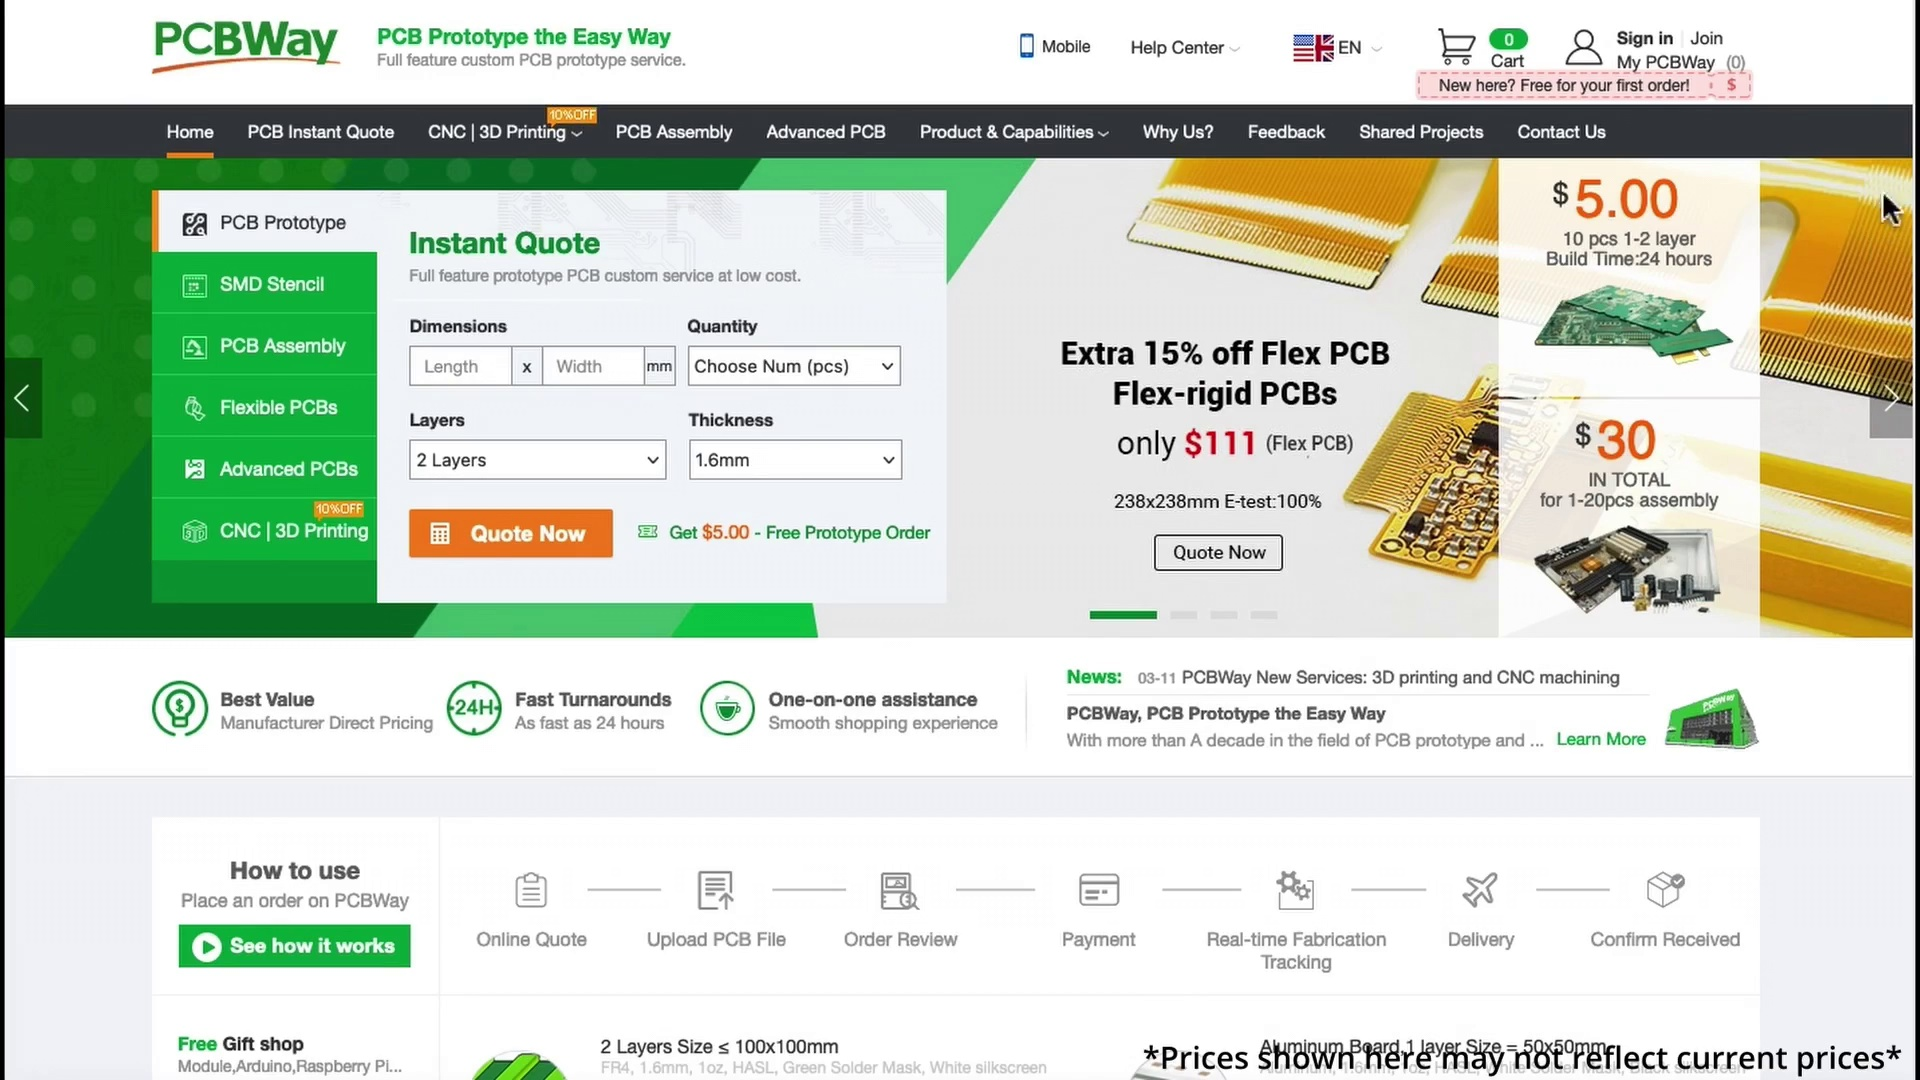 PCBWay
PCB Prototype the Easy Way
Full feature custom PCB prototype service.
Mobile
Help Center
EN
0
Cart
Sign in
Join
My PCBWay (0)
New here? Free for your first order! $
Home
PCB Instant Quote
CNC | 3D Printing
10%OFF
PCB Assembly
Advanced PCB
Product & Capabilities
Why Us?
Feedback
Shared Projects
Contact Us
PCB Prototype
SMD Stencil
PCB Assembly
Flexible PCBs
Advanced PCBs
10%OFF
CNC | 3D Printing
Instant Quote
Full feature prototype PCB custom service at low cost.
Dimensions
Quantity
Length x Width mm
Choose Num (pcs)
Layers
Thickness
2 Layers
1.6mm
Quote Now
Get $5.00 - Free Prototype Order
Extra 15% off Flex PCB
Flex-rigid PCBs
only $111 (Flex PCB)
238x238mm E-test:100%
Quote Now
$5.00
10 pcs 1-2 layer
Build Time:24 hours
$30
IN TOTAL
for 1-20pcs assembly
Best Value
Manufacturer Direct Pricing
24H
Fast Turnarounds
As fast as 24 hours
One-on-one assistance
Smooth shopping experience
News: 03-11 PCBWay New Services: 3D printing and CNC machining
PCBWay, PCB Prototype the Easy Way
With more than A decade in the field of PCB prototype and ... Learn More
How to use
Place an order on PCBWay
See how it works
Online Quote
Upload PCB File
Order Review
Payment
Real-time Fabrication
Tracking
Delivery
Confirm Received
Free Gift shop
Module,Arduino,Raspberry Pi...
2 Layers Size ≤ 100x100mm
FR4, 1.6mm, 1oz, HASL, Green Solder Mask, White silkscreen
Aluminum Board 1 layer Size = 50x50mm
*Prices shown here may not reflect current prices*